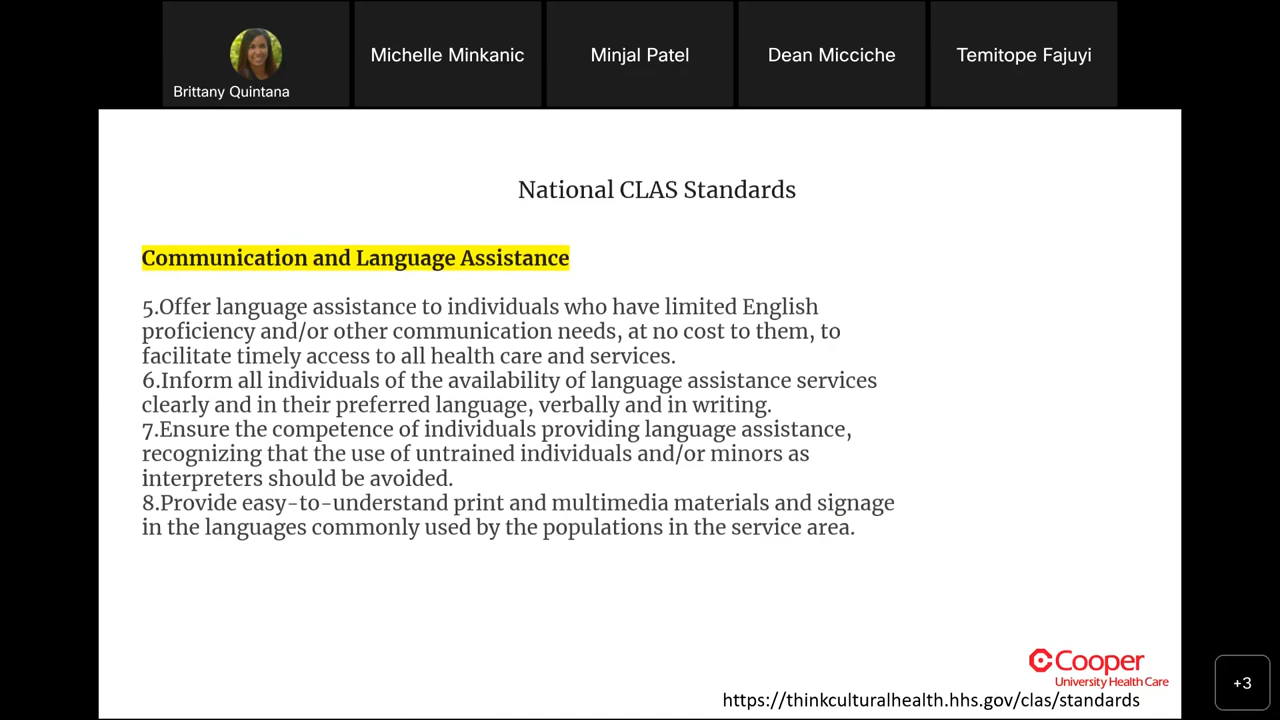 Brittany Quintana
Michelle Minkanic
Minjal Patel
Dean Micciche
Temitope Fajuyi
National CLAS Standards
Communication and Language Assistance
5.Offer language assistance to individuals who have limited English
proficiency and/or other communication needs, at no cost to them, to
facilitate timely access to all health care and services.
6.Inform all individuals of the availability of language assistance services
clearly and in their preferred language, verbally and in writing.
7.Ensure the competence of individuals providing language assistance,
recognizing that the use of untrained individuals and/or minors as
interpreters should be avoided.
8.Provide easy-to-understand print and multimedia materials and signage
in the languages commonly used by the populations in the service area.
Cooper
University Health Care
https://thinkculturalhealth.hhs.gov/clas/standards
+3